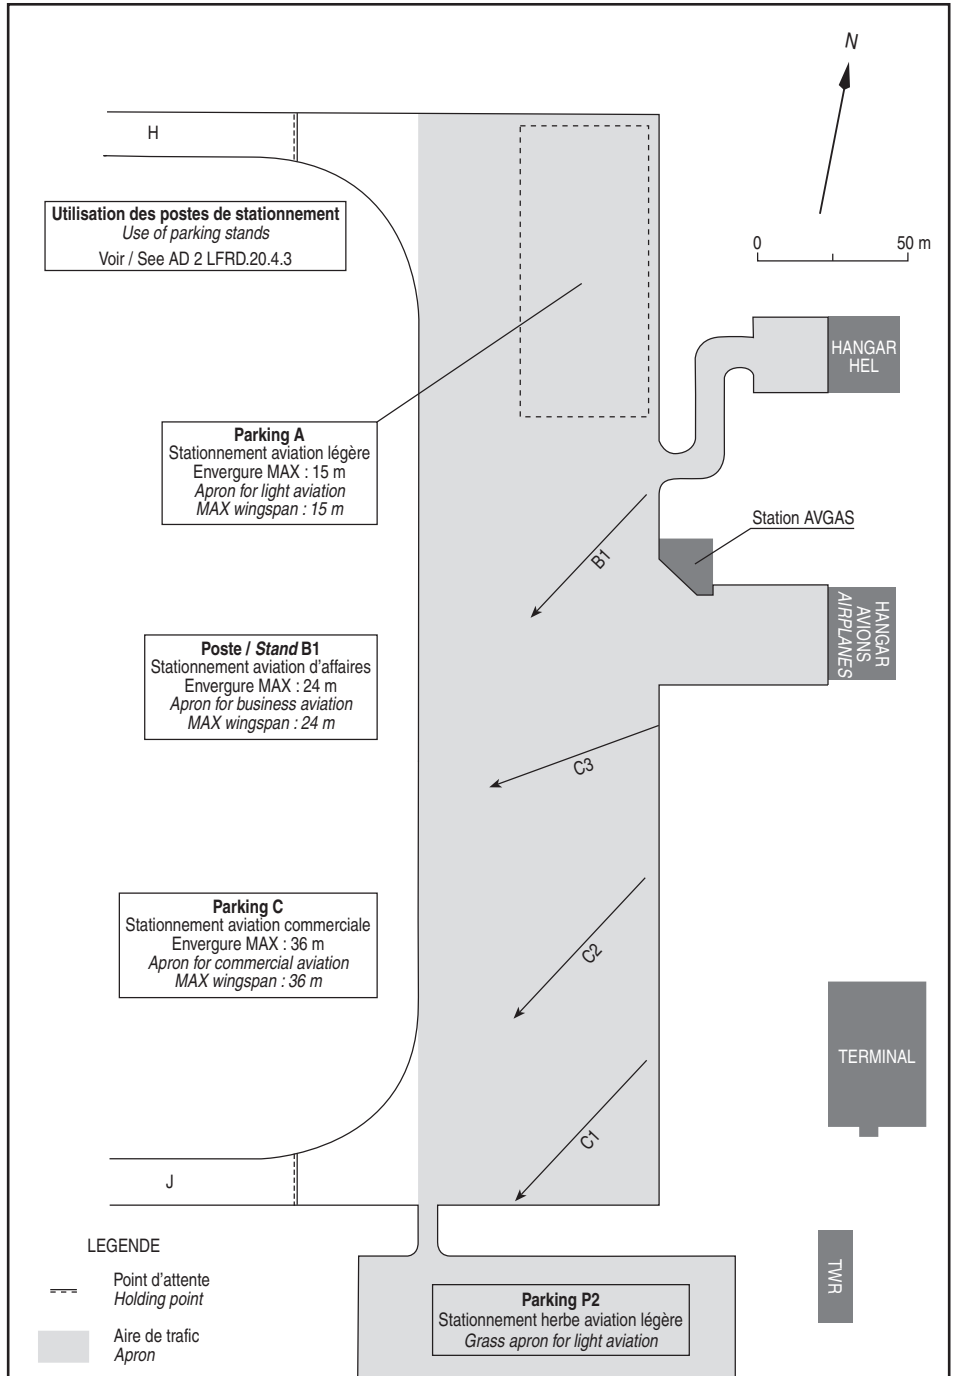 N
H
0 50 m
Utilisation des postes de stationnement
Use of parking stands
Voir / See AD 2 LFRD.20.4.3
HANGAR
HEL
Parking A
Stationnement aviation légère
Envergure MAX : 15 m
Apron for light aviation
MAX wingspan : 15 m
Station AVGAS
B1
HANGAR
AVIONS
AIRPLANES
Poste / Stand B1
Stationnement aviation d'affaires
Envergure MAX : 24 m
Apron for business aviation
MAX wingspan : 24 m
C3
Parking C
Stationnement aviation commerciale
Envergure MAX : 36 m
Apron for commercial aviation
MAX wingspan : 36 m
C2
TERMINAL
C1
J
LEGENDE
Point d'attente
Holding point
Aire de trafic
Apron
TWR
Parking P2
Stationnement herbe aviation légère
Grass apron for light aviation